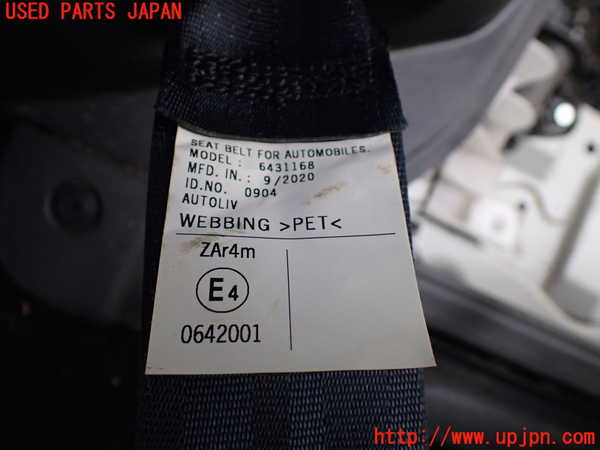 USED PARTS JAPAN
SEAT BELT FOR AUTOMOBILES.
MODEL : 6431168
MFD. IN.: 9/2020
ID.NO. 0904
AUTOLIV
WEBBING >PET<
ZAr4m
E4
0642001
http://www.upjpn.com/